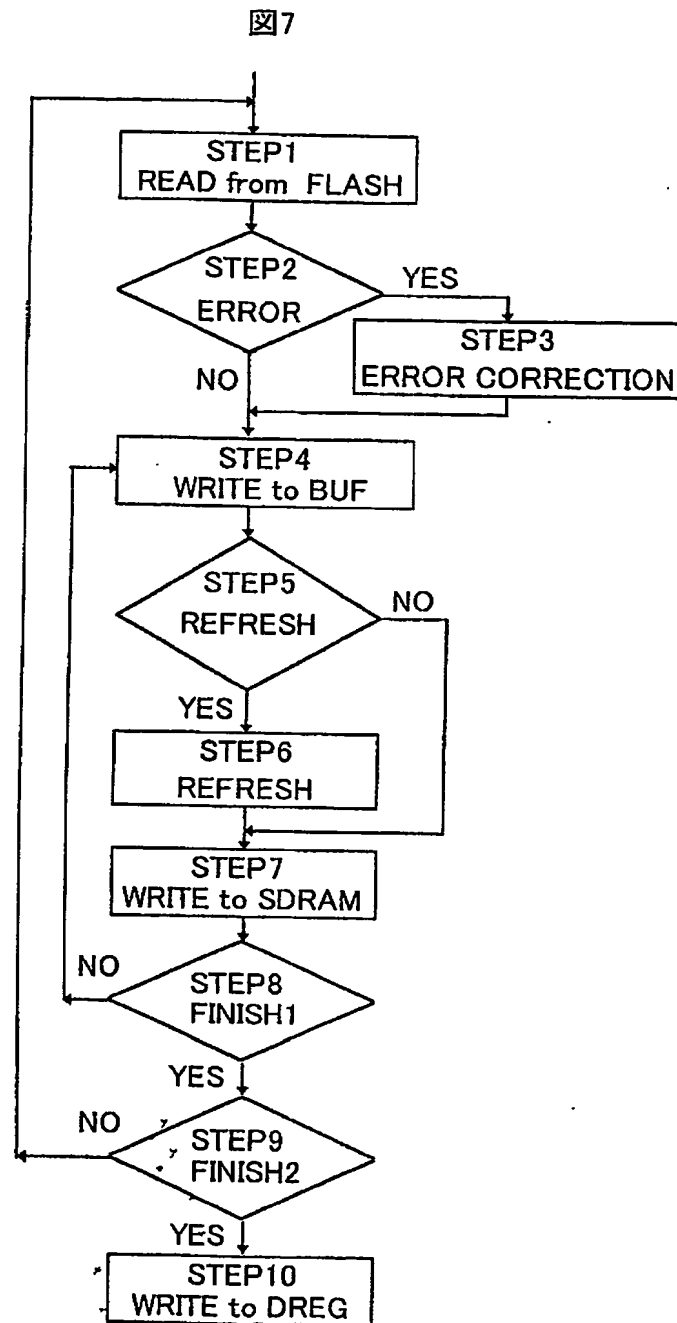 図7
STEP1
READ from FLASH
STEP2
ERROR
YES
STEP3
ERROR CORRECTION
NO
STEP4
WRITE to BUF
STEP5
REFRESH
NO
YES
STEP6
REFRESH
STEP7
WRITE to SDRAM
NO
STEP8
FINISH1
YES
NO
STEP9
FINISH2
YES
STEP10
WRITE to DREG